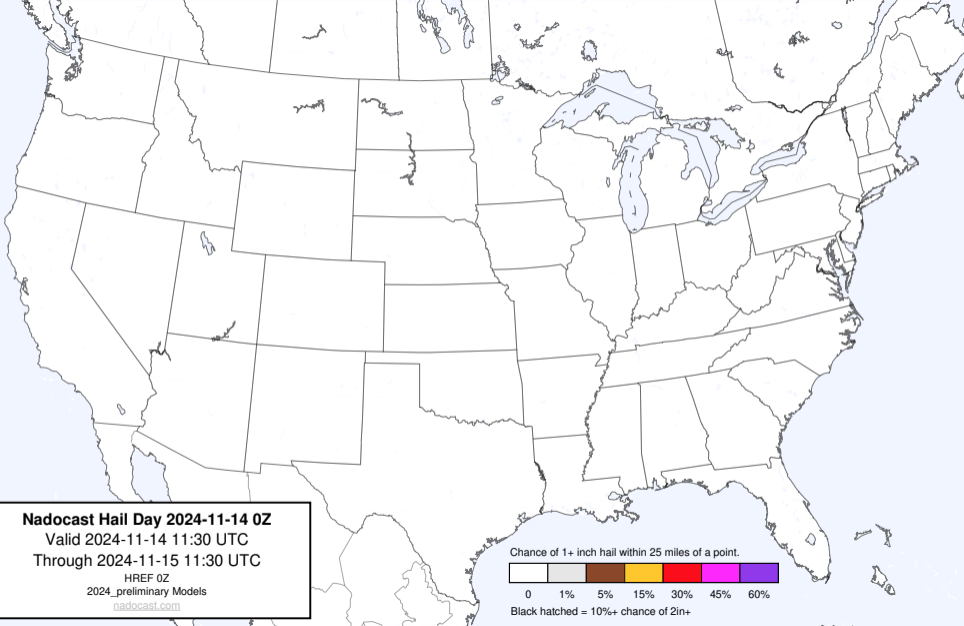 Nadocast Hail Day 2024-11-14 0Z
Valid 2024-11-14 11:30 UTC
Through 2024-11-15 11:30 UTC
HREF 0Z
2024_preliminary Models
nadocast.com
Chance of 1+ inch hail within 25 miles of a point.
0 1% 5% 15% 30% 45% 60%
Black hatched = 10%+ chance of 2in+